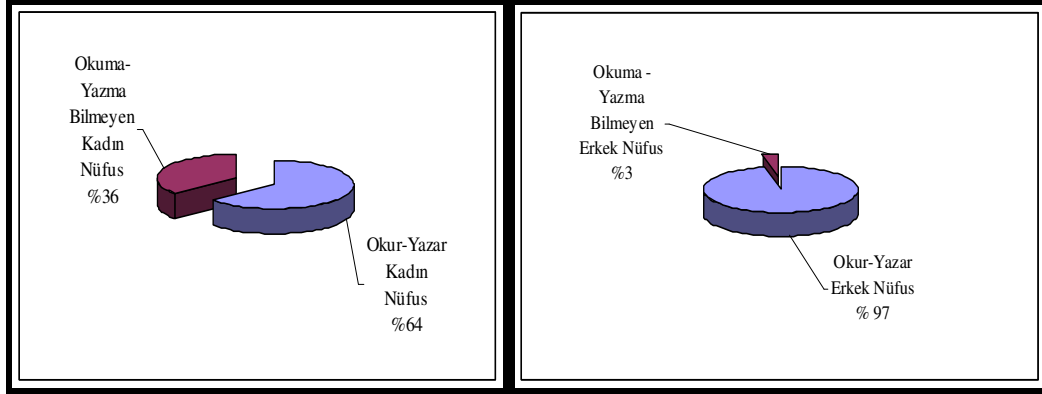 Okuma-
Yazma
Bilmeyen
Kadın
Nüfus
%36
Okur-Yazar
Kadın
Nüfus
%64
Okuma -
Yazma
Bilmeyen
Erkek Nüfus
%3
Okur-Yazar
Erkek Nüfus
% 97